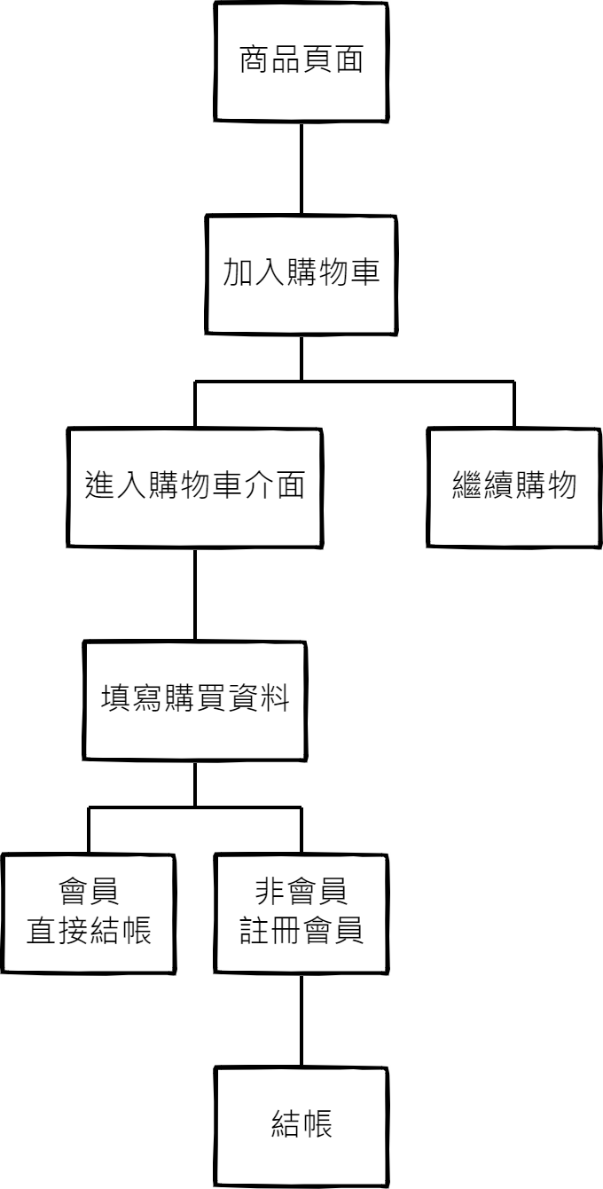 商品頁面
加入購物車
進入購物車介面
繼續購物
填寫購買資料
會員
直接結帳
非會員
註冊會員
結帳